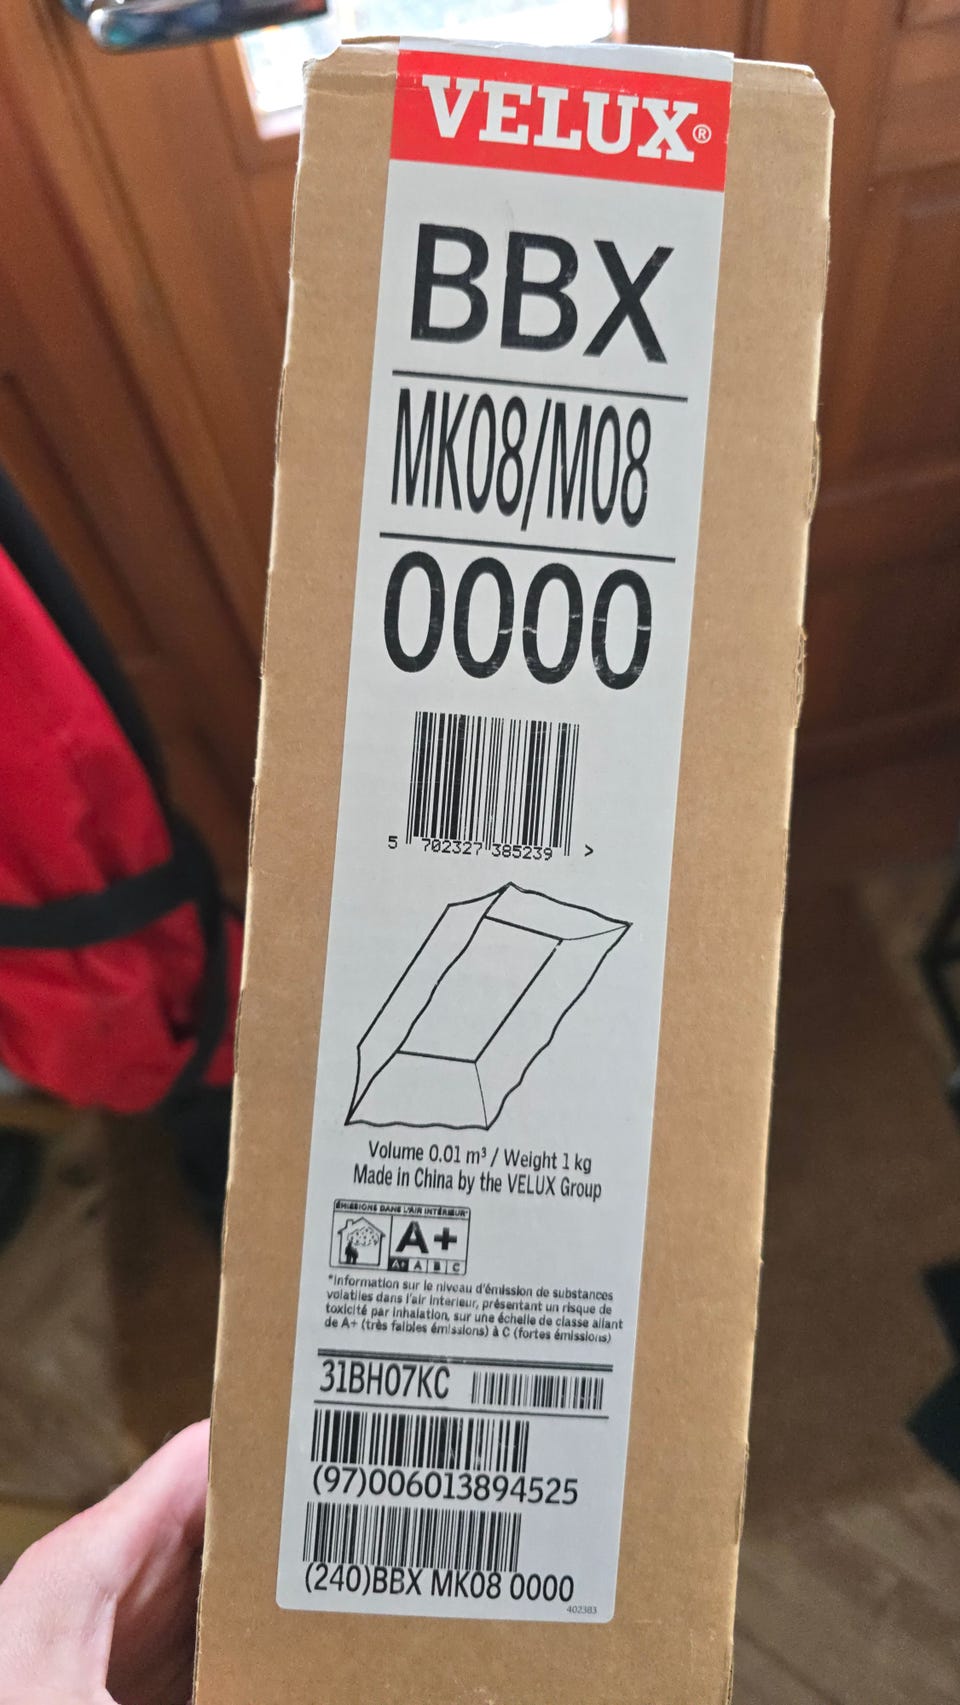 VELUX®
BBX
MK08/M08
0000
5 702327 385239 >
Volume 0.01 m³ / Weight 1 kg
Made in China by the VELUX Group
ÉMISSIONS DANS L'AIR INTÉRIEUR*
A+
A+ A B C
*Information sur le niveau d'émission de substances
volatiles dans l'air interieur, présentant un risque de
toxicité par inhalation, sur une échelle de classe allant
de A+ (très faibles émissions) à C (fortes émissions)
31BH07KC
(97)006013894525
(240)BBX MK08 0000
402383